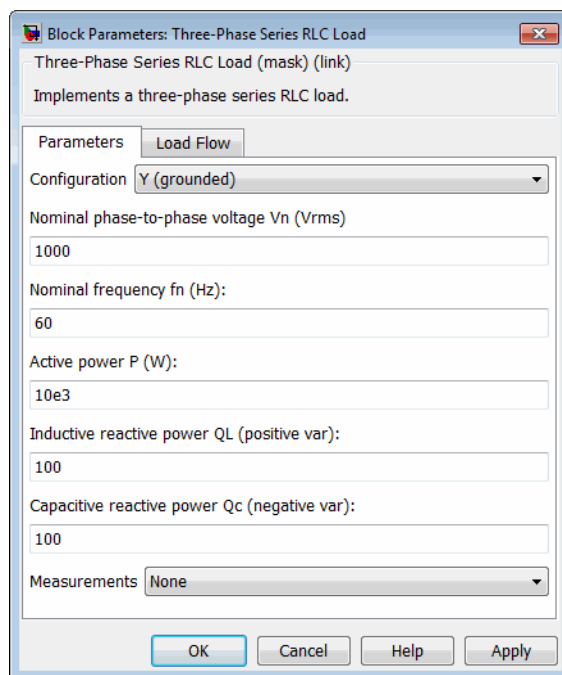 Block Parameters: Three-Phase Series RLC Load
Three-Phase Series RLC Load (mask) (link)
Implements a three-phase series RLC load.
Parameters Load Flow
Configuration Y (grounded)
Nominal phase-to-phase voltage Vn (Vrms)
1000
Nominal frequency fn (Hz):
60
Active power P (W):
10e3
Inductive reactive power QL (positive var):
100
Capacitive reactive power Qc (negative var):
100
Measurements None
OK Cancel Help Apply